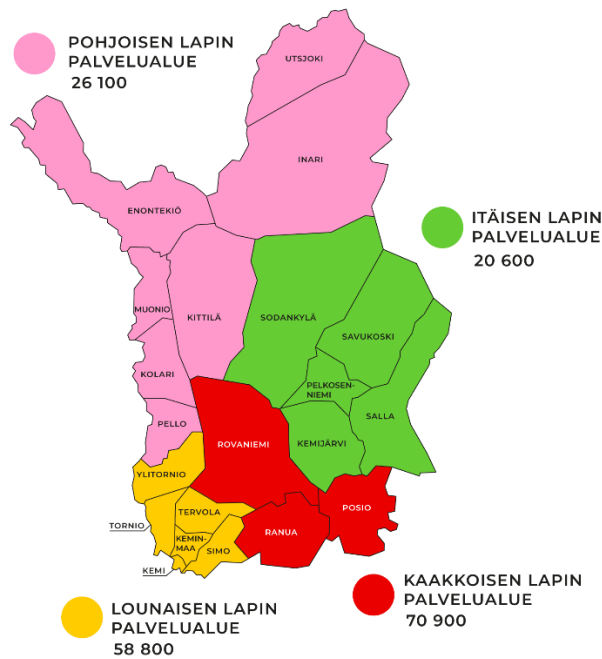 POHJOISEN LAPIN
PALVELUALUE
26 100
UTSJOKI
INARI
ENONTEKIÖ
ITÄISEN LAPIN
PALVELUALUE
20 600
MUONIO
KITTILÄ
SODANKYLÄ
SAVUKOSKI
KOLARI
PELKOSEN-
NIEMI
SALLA
PELLO
ROVANIEMI
KEMIJÄRVI
YLITORNIO
POSIO
TERVOLA
TORNIO
RANUA
KEMIN-
MAA
SIMO
KEMI
KAAKKOISEN LAPIN
PALVELUALUE
70 900
LOUNAISEN LAPIN
PALVELUALUE
58 800